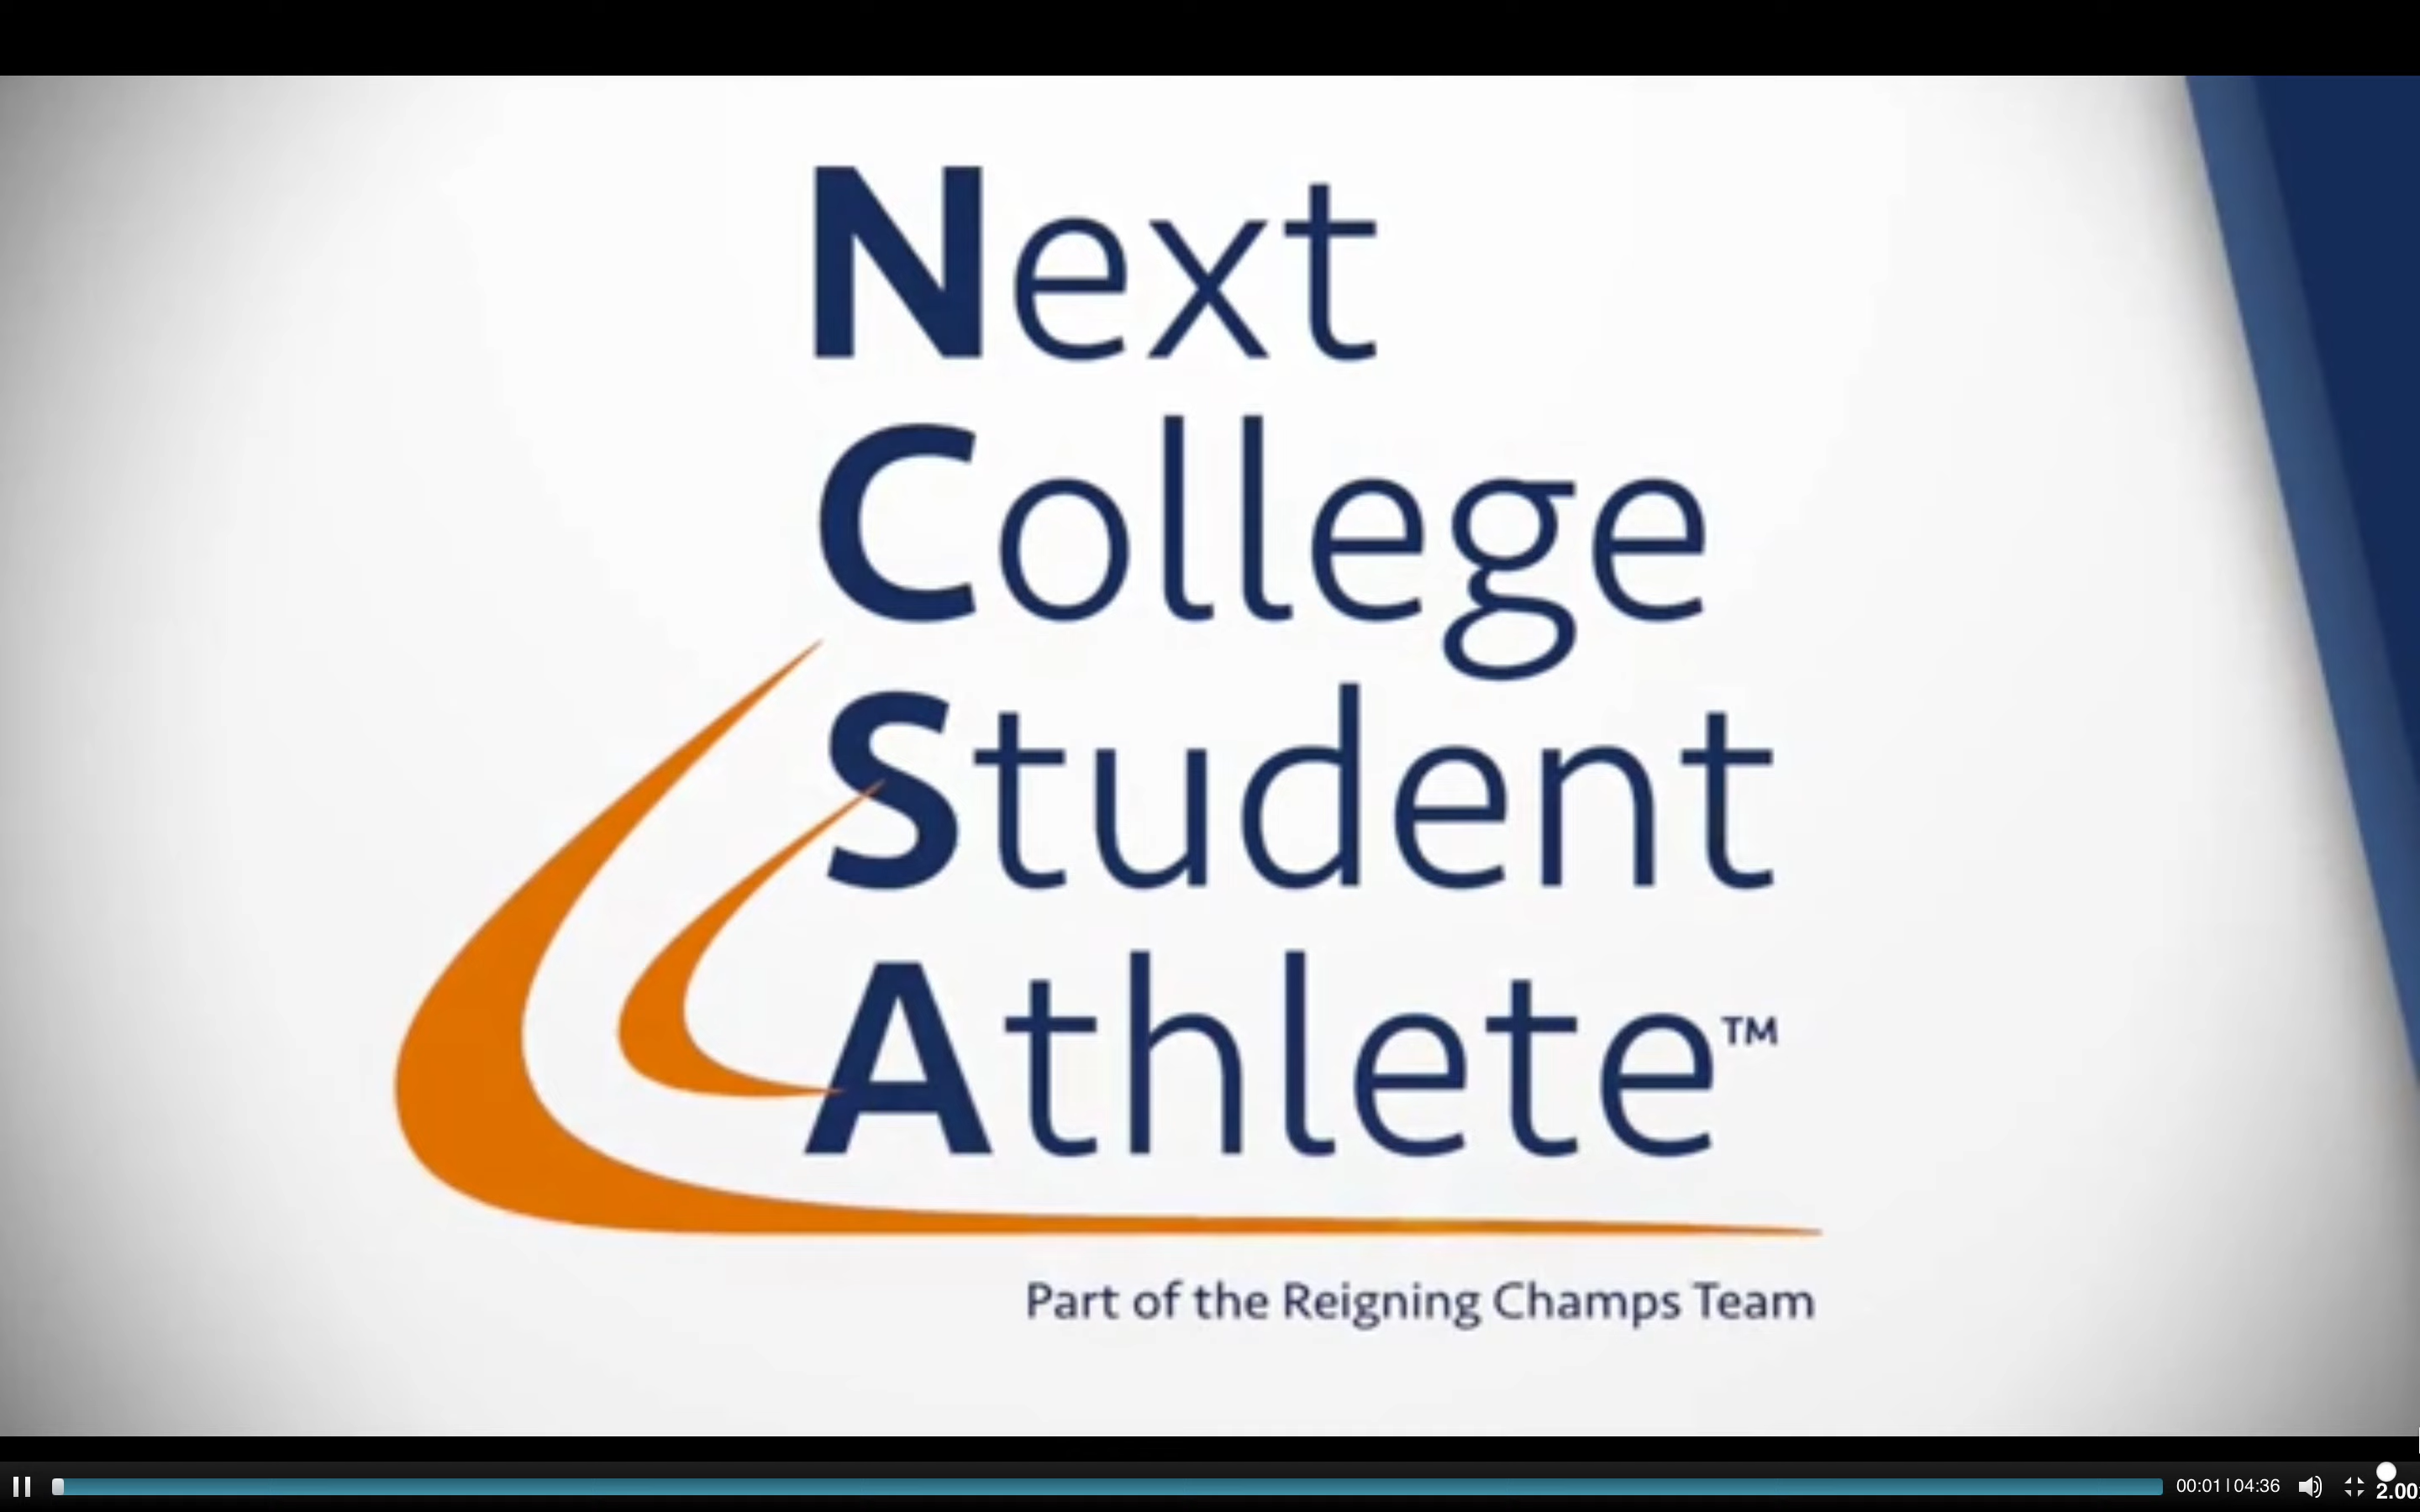 Next
College
Student
Athlete™
Part of the Reigning Champs Team
00:01 | 04:36
2.00